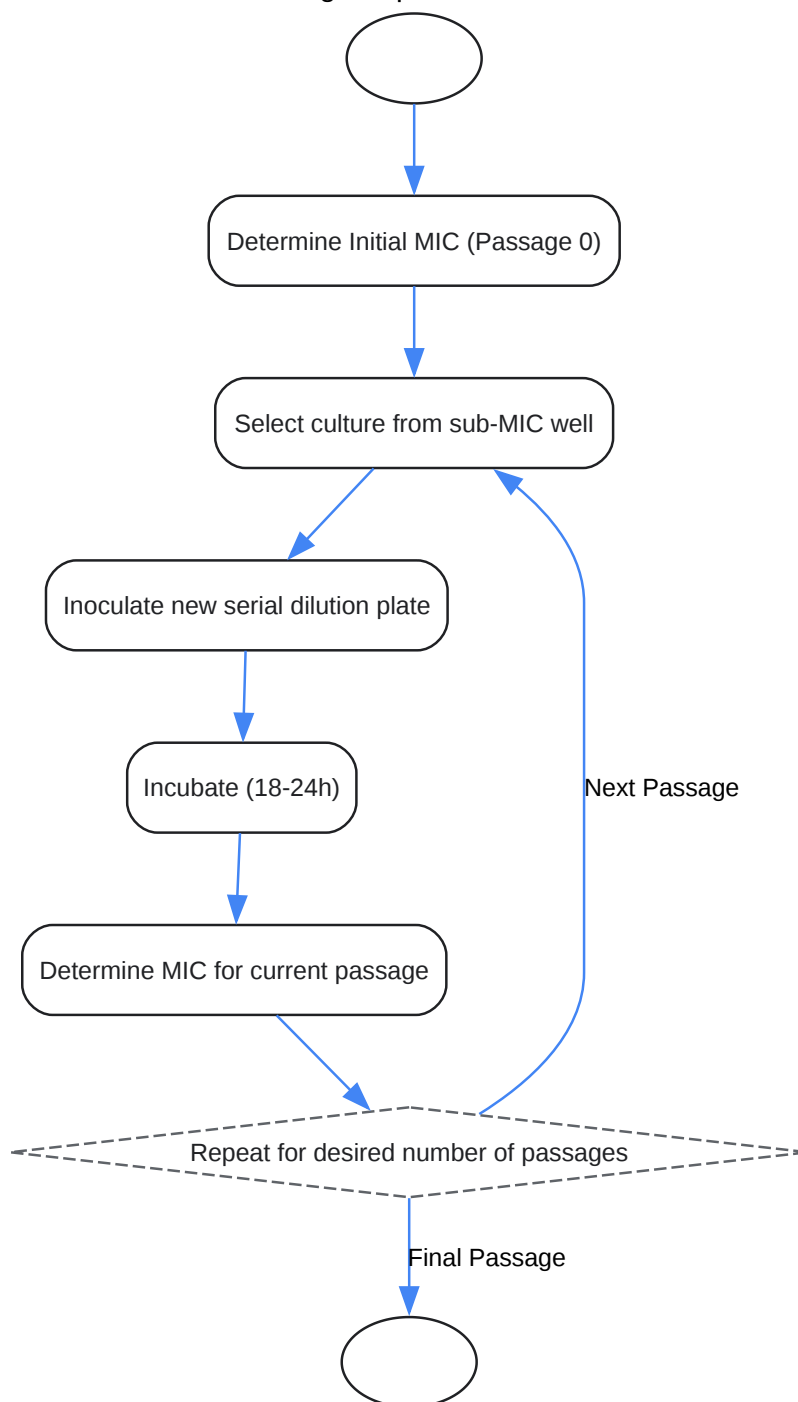 Determine Initial MIC (Passage 0)
Select culture from sub-MIC well
Inoculate new serial dilution plate
Incubate (18-24h)
Next Passage
Determine MIC for current passage
Repeat for desired number of passages
Final Passage